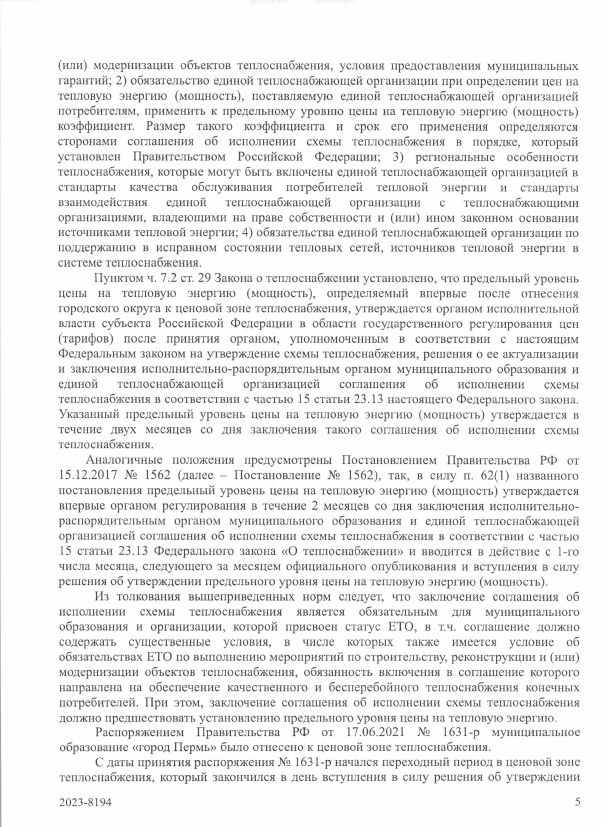 (или) модернизации объектов теплоснабжения, условия предоставления муниципальных
гарантий; 2) обязательство единой теплоснабжающей организации при определении цен на
тепловую энергию (мощность), поставляемую единой теплоснабжающей организацией
потребителям, применить к предельному уровню цены на тепловую энергию (мощность)
коэффициент. Размер такого коэффициента и срок его применения определяются
сторонами соглашения об исполнении схемы теплоснабжения в порядке, который
установлен Правительством Российской Федерации; 3) региональные особенности
теплоснабжения, которые могут быть включены единой теплоснабжающей организацией в
стандарты качества обслуживания потребителей тепловой энергии и стандарты
взаимодействия единой теплоснабжающей организации с теплоснабжающими
организациями, владеющими на праве собственности и (или) ином законном основании
источниками тепловой энергии; 4) обязательства единой теплоснабжающей организации по
поддержанию в исправном состоянии тепловых сетей, источников тепловой энергии в
системе теплоснабжения.
Пунктом ч. 7.2 ст. 29 Закона о теплоснабжении установлено, что предельный уровень
цены на тепловую энергию (мощность), определяемый впервые после отнесения
городского округа к ценовой зоне теплоснабжения, утверждается органом исполнительной
власти субъекта Российской Федерации в области государственного регулирования цен
(тарифов) после принятия органом, уполномоченным в соответствии с настоящим
Федеральным законом на утверждение схемы теплоснабжения, решения о ее актуализации
и заключения исполнительно-распорядительным органом муниципального образования и
единой теплоснабжающей организацией соглашения об исполнении схемы
теплоснабжения в соответствии с частью 15 статьи 23.13 настоящего Федерального закона.
Указанный предельный уровень цены на тепловую энергию (мощность) утверждается в
течение двух месяцев со дня заключения такого соглашения об исполнении схемы
теплоснабжения.
Аналогичные положения предусмотрены Постановлением Правительства РФ от
15.12.2017 № 1562 (далее – Постановление № 1562), так, в силу п. 62(1) названного
постановления предельный уровень цены на тепловую энергию (мощность) утверждается
впервые органом регулирования в течение 2 месяцев со дня заключения исполнительно-
распорядительным органом муниципального образования и единой теплоснабжающей
организацией соглашения об исполнении схемы теплоснабжения в соответствии с частью
15 статьи 23.13 Федерального закона «О теплоснабжении» и вводится в действие с 1-го
числа месяца, следующего за месяцем официального опубликования и вступления в силу
решения об утверждении предельного уровня цены на тепловую энергию (мощность).
Из толкования вышеприведенных норм следует, что заключение соглашения об
исполнении схемы теплоснабжения является обязательным для муниципального
образования и организации, которой присвоен статус ЕТО, в т.ч. соглашение должно
содержать существенные условия, в числе которых также имеется условие об
обязательствах ЕТО по выполнению мероприятий по строительству, реконструкции и (или)
модернизации объектов теплоснабжения, обязанность включения в соглашение которого
направлена на обеспечение качественного и бесперебойного теплоснабжения конечных
потребителей. При этом, заключение соглашения об исполнении схемы теплоснабжения
должно предшествовать установлению предельного уровня цены на тепловую энергию.
Распоряжением Правительства РФ от 17.06.2021 № 1631-р муниципальное
образование «город Пермь» было отнесено к ценовой зоне теплоснабжения.
С даты принятия распоряжения № 1631-р начался переходный период в ценовой зоне
теплоснабжения, который закончился в день вступления в силу решения об утверждении
2023-8194 5